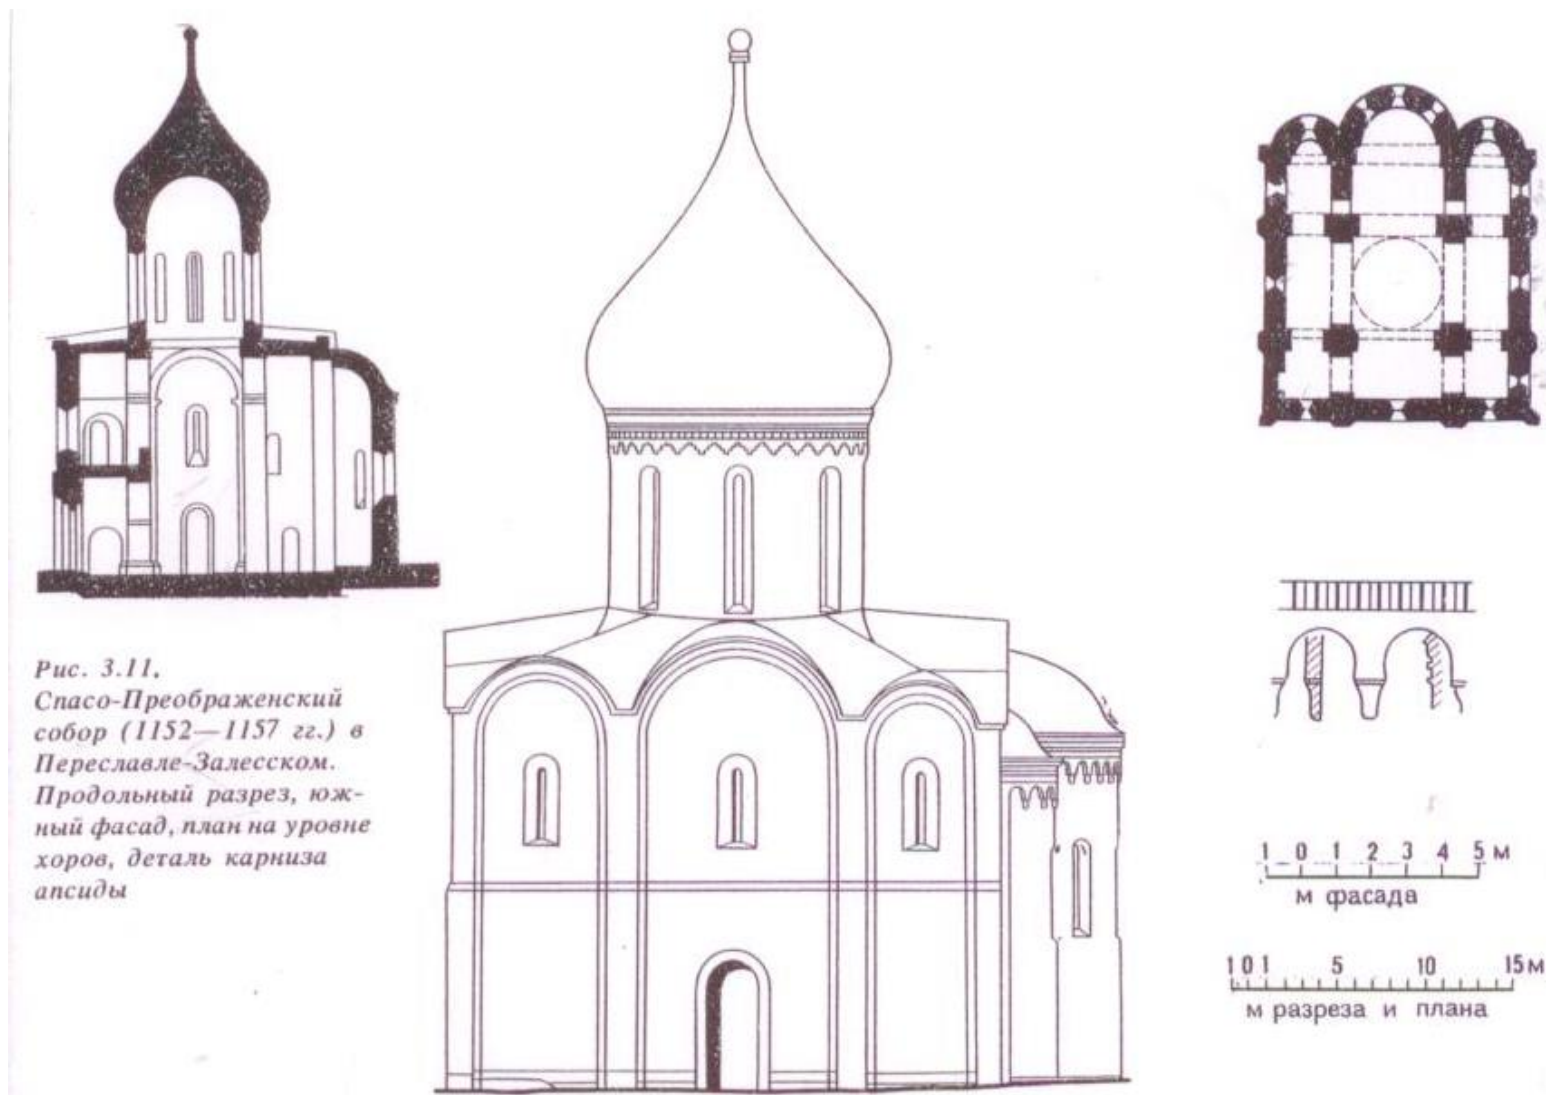 Рис. 3.11.
Спасо-Преображенский
собор (1152—1157 гг.) в
Переславле-Залесском.
Продольный разрез, юж-
ный фасад, план на уровне
хоров, деталь карниза
апсиды
1 0 1 2 3 4 5 м
м фасада
1 0 1 5 10 15 м
м разреза и плана